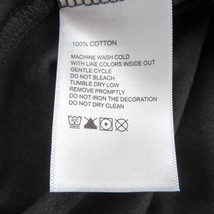 100% COTTON
MACHINE WASH COLD
WITH LIKE COLORS INSIDE OUT
GENTLE CYCLE
DO NOT BLEACH
TUMBLE DRY LOW
REMOVE PROMPTLY
DO NOT IRON DECORATION
DO NOT DRY CLEAN